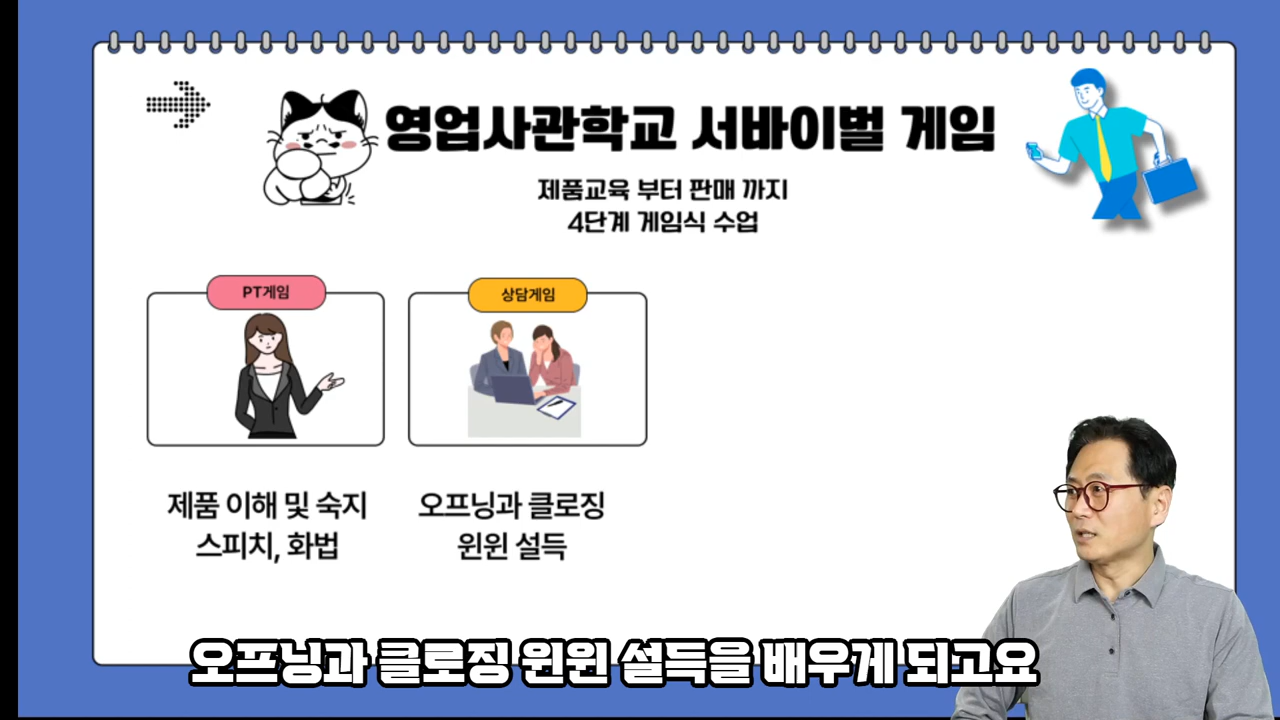 영업사관학교 서바이벌 게임
제품교육 부터 판매 까지
4단계 게임식 수업
PT게임
상담게임
제품 이해 및 숙지
스피치, 화법
오프닝과 클로징
윈윈 설득
오프닝과 클로징 윈윈 설득을 배우게 되고요